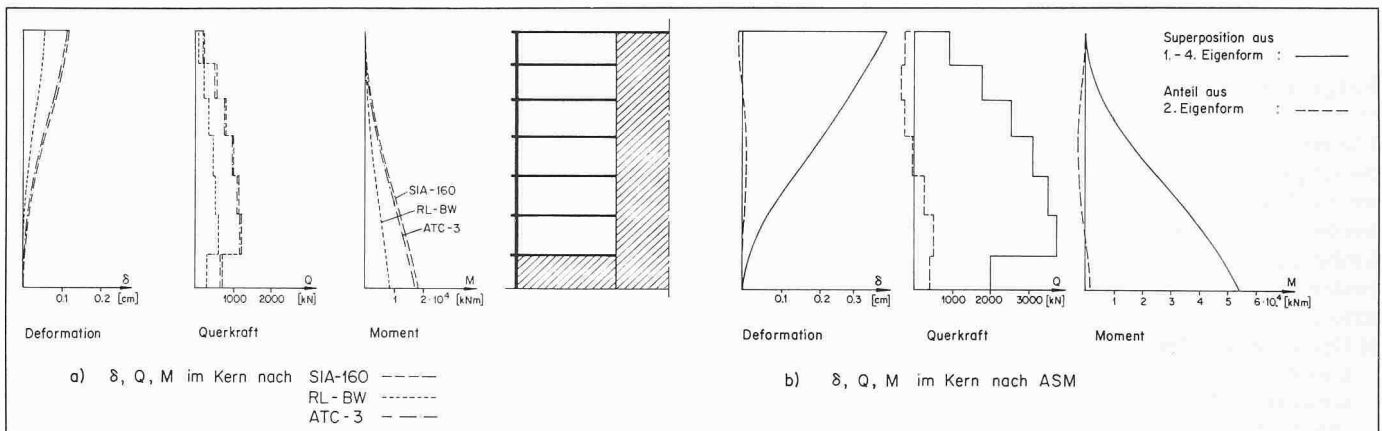 δ
[cm]
0.1
0.2
Deformation
Q
1000
2000
[kN]
Querkraft
SIA-160
RL-BW
ATC-3
M
1
2·10⁴
[kNm]
Moment
a) δ, Q, M im Kern nach SIA-160
RL-BW
ATC-3
δ
0.1
0.2
0.3
[cm]
Deformation
Q
1000
2000
3000 [kN]
Querkraft
Superposition aus
1.-4. Eigenform :
Anteil aus
2. Eigenform :
M
1
2
3
4
5
6·10⁴ [kNm]
Moment
b) δ, Q, M im Kern nach ASM